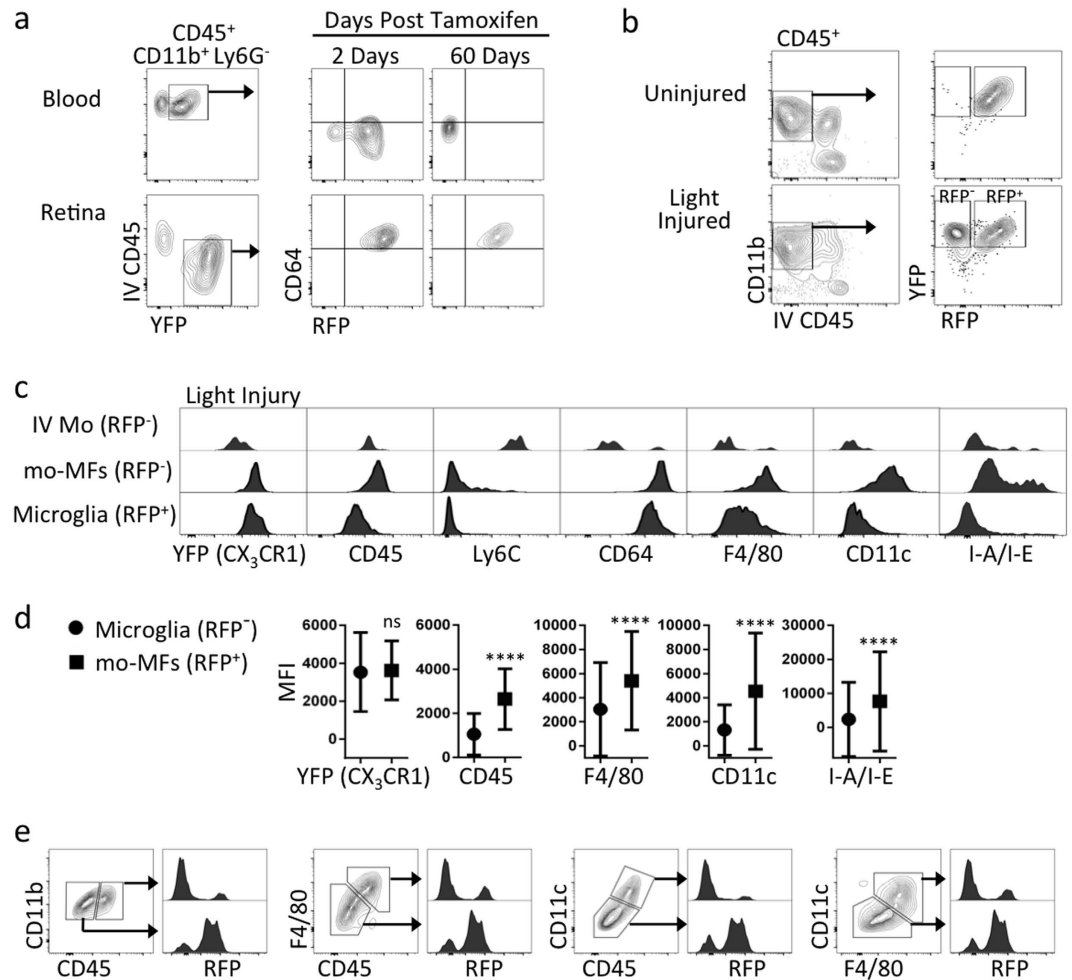 a
CD45+
CD11b+ Ly6G-
Days Post Tamoxifen
2 Days
60 Days
Blood
Retina
IV CD45
YFP
CD64
RFP
b
CD45+
Uninjured
Light
Injured
RFP- RFP+
CD11b
IV CD45
YFP
RFP
c
Light Injury
IV Mo (RFP-)
mo-MFs (RFP-)
Microglia (RFP+)
YFP (CX3CR1) CD45 Ly6C CD64 F4/80 CD11c I-A/I-E
d
Microglia (RFP-)
mo-MFs (RFP+)
MFI
6000
4000
2000
0
ns
YFP (CX3CR1)
6000
4000
2000
0
****
CD45
10000
8000
6000
4000
2000
0
****
F4/80
10000
8000
6000
4000
2000
0
****
CD11c
30000
20000
10000
0
****
I-A/I-E
e
CD11b
CD45
RFP
F4/80
CD45
RFP
CD11c
CD45
RFP
CD11c
F4/80
RFP